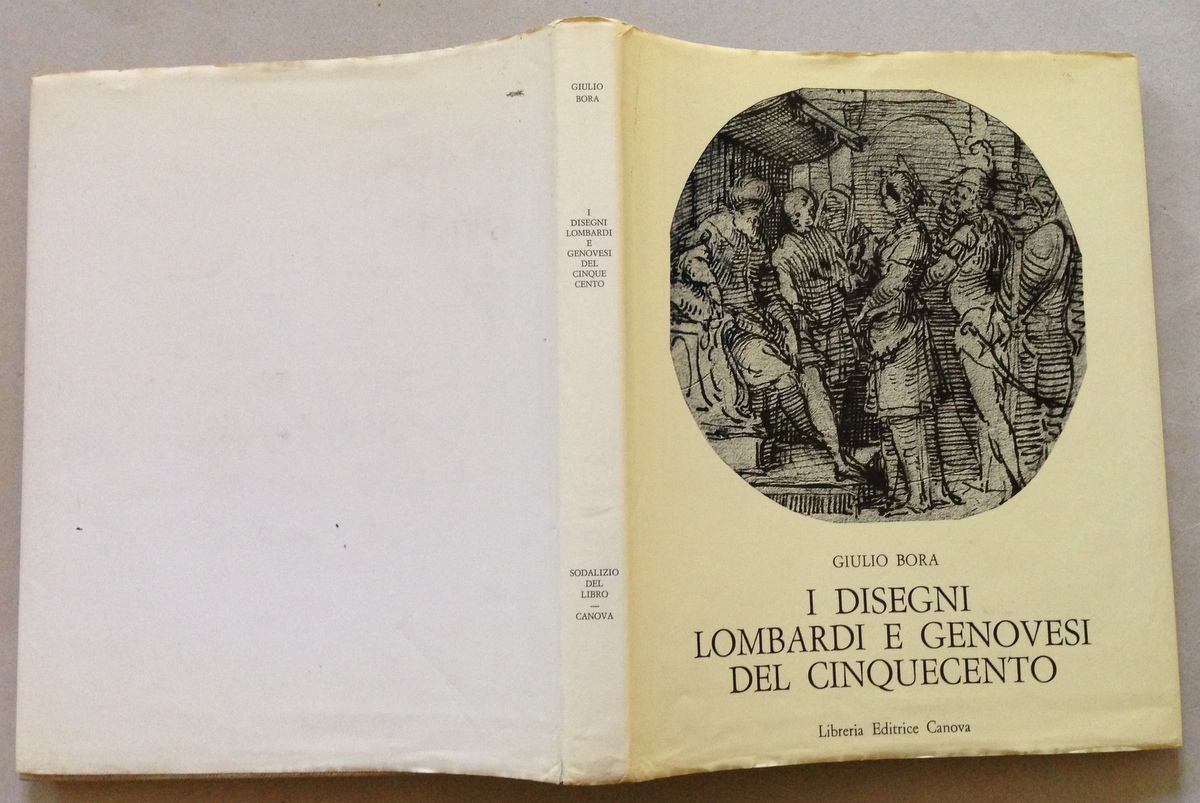 GIULIO
BORA
I
DISEGNI
LOMBARDI
E
GENOVESI
DEL
CINQUE
CENTO
SODALIZIO
DEL
LIBRO
—
CANOVA
GIULIO BORA
I DISEGNI
LOMBARDI E GENOVESI
DEL CINQUECENTO
Libreria Editrice Canova